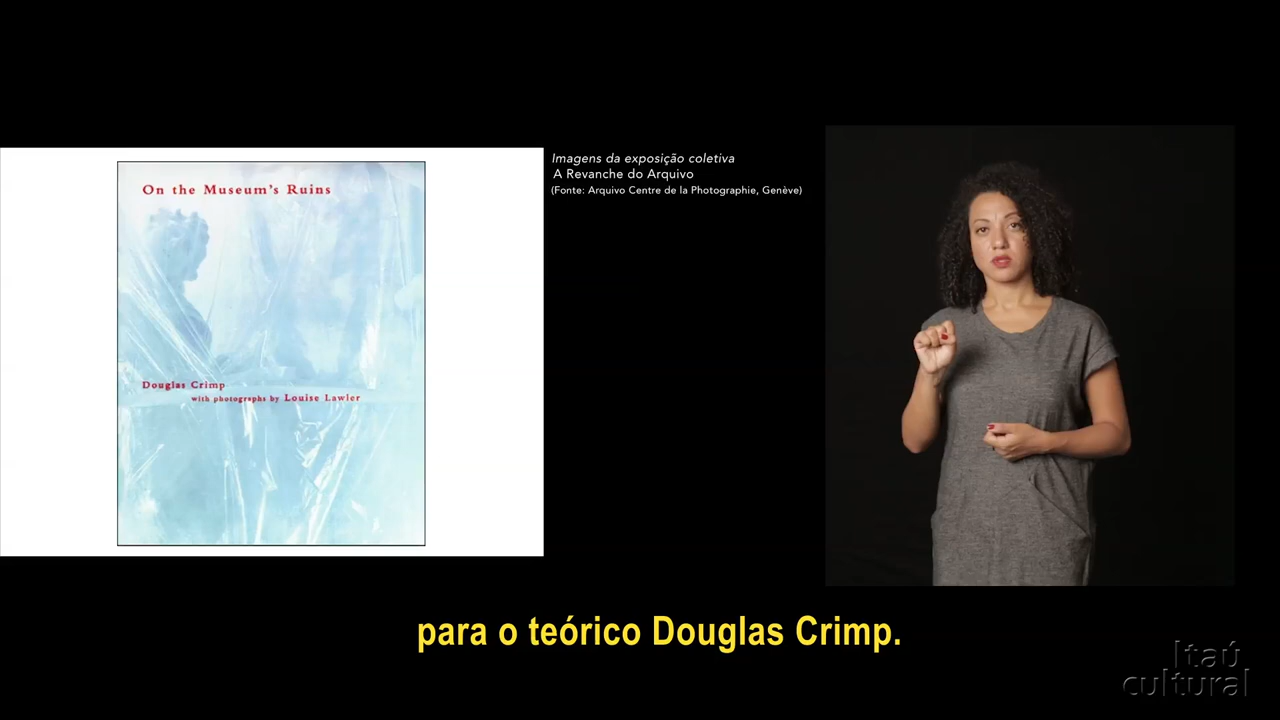 On the Museum's Ruins
Douglas Crimp
with photographs by Louise Lawler
Imagens da exposição coletiva
A Revanche do Arquivo
(Fonte: Arquivo Centre de la Photographie, Genève)
para o teórico Douglas Crimp.
Itaú
cultural